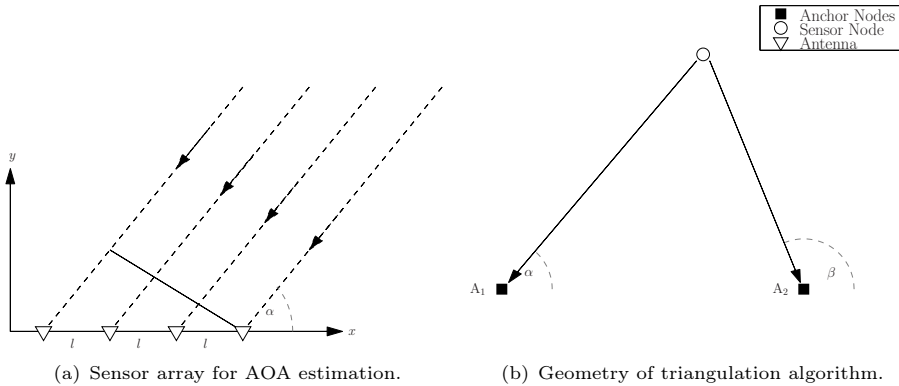 Anchor Nodes
Sensor Node
Antenna
y
α
x
l l l
A₁ α
A₂ β
(a) Sensor array for AOA estimation.
(b) Geometry of triangulation algorithm.